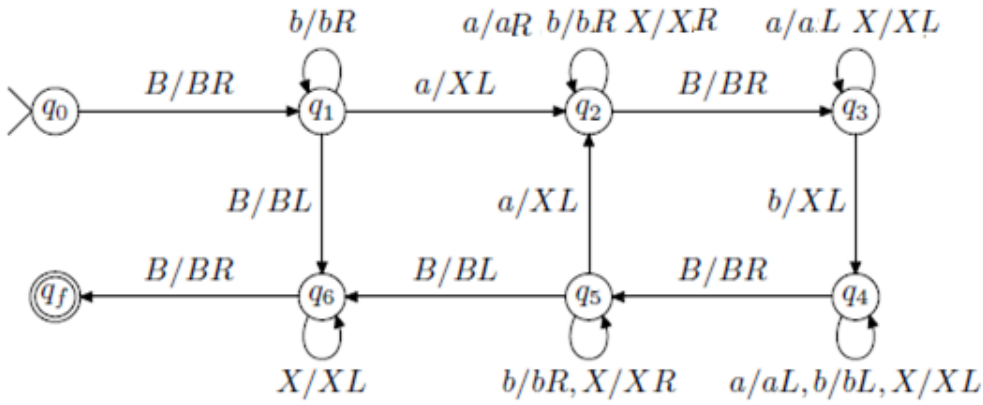 b/bR
a/aR b/bR X/XR
a/aL X/XL
B/BR
a/XL
B/BR
q0
q1
q2
q3
B/BL
a/XL
b/XL
B/BR
B/BL
B/BR
qf
q6
q5
q4
X/XL
b/bR, X/XR
a/aL, b/bL, X/XL